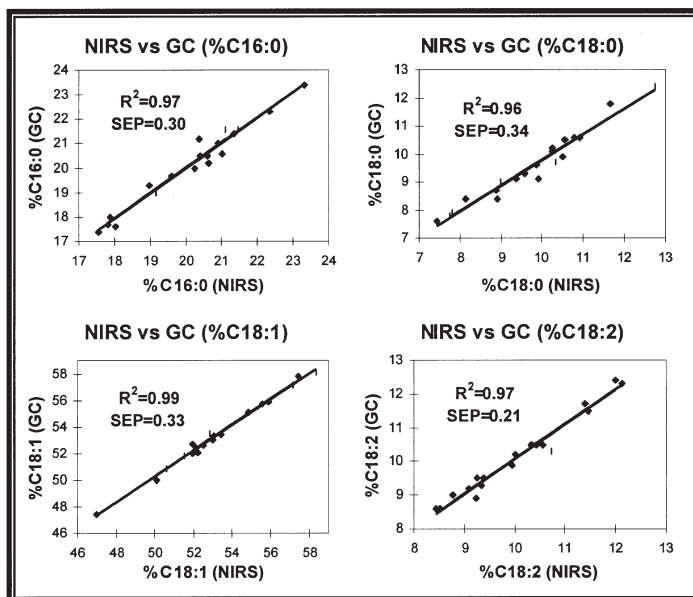 NIRS vs GC (%C16:0)
%C16:0 (GC)
24
23
22
21
20
19
18
17
R²=0.97
SEP=0.30
17 18 19 20 21 22 23 24
%C16:0 (NIRS)
NIRS vs GC (%C18:0)
%C18:0 (GC)
13
12
11
10
9
8
7
R²=0.96
SEP=0.34
7 8 9 10 11 12 13
%C18:0 (NIRS)
NIRS vs GC (%C18:1)
%C18:1 (GC)
58
56
54
52
50
48
46
R²=0.99
SEP=0.33
46 50 52 54 56 58
%C18:1 (NIRS)
NIRS vs GC (%C18:2)
%C18:2 (GC)
13
12
11
10
9
8
R²=0.97
SEP=0.21
8 9 10 11 12 13
%C18:2 (NIRS)